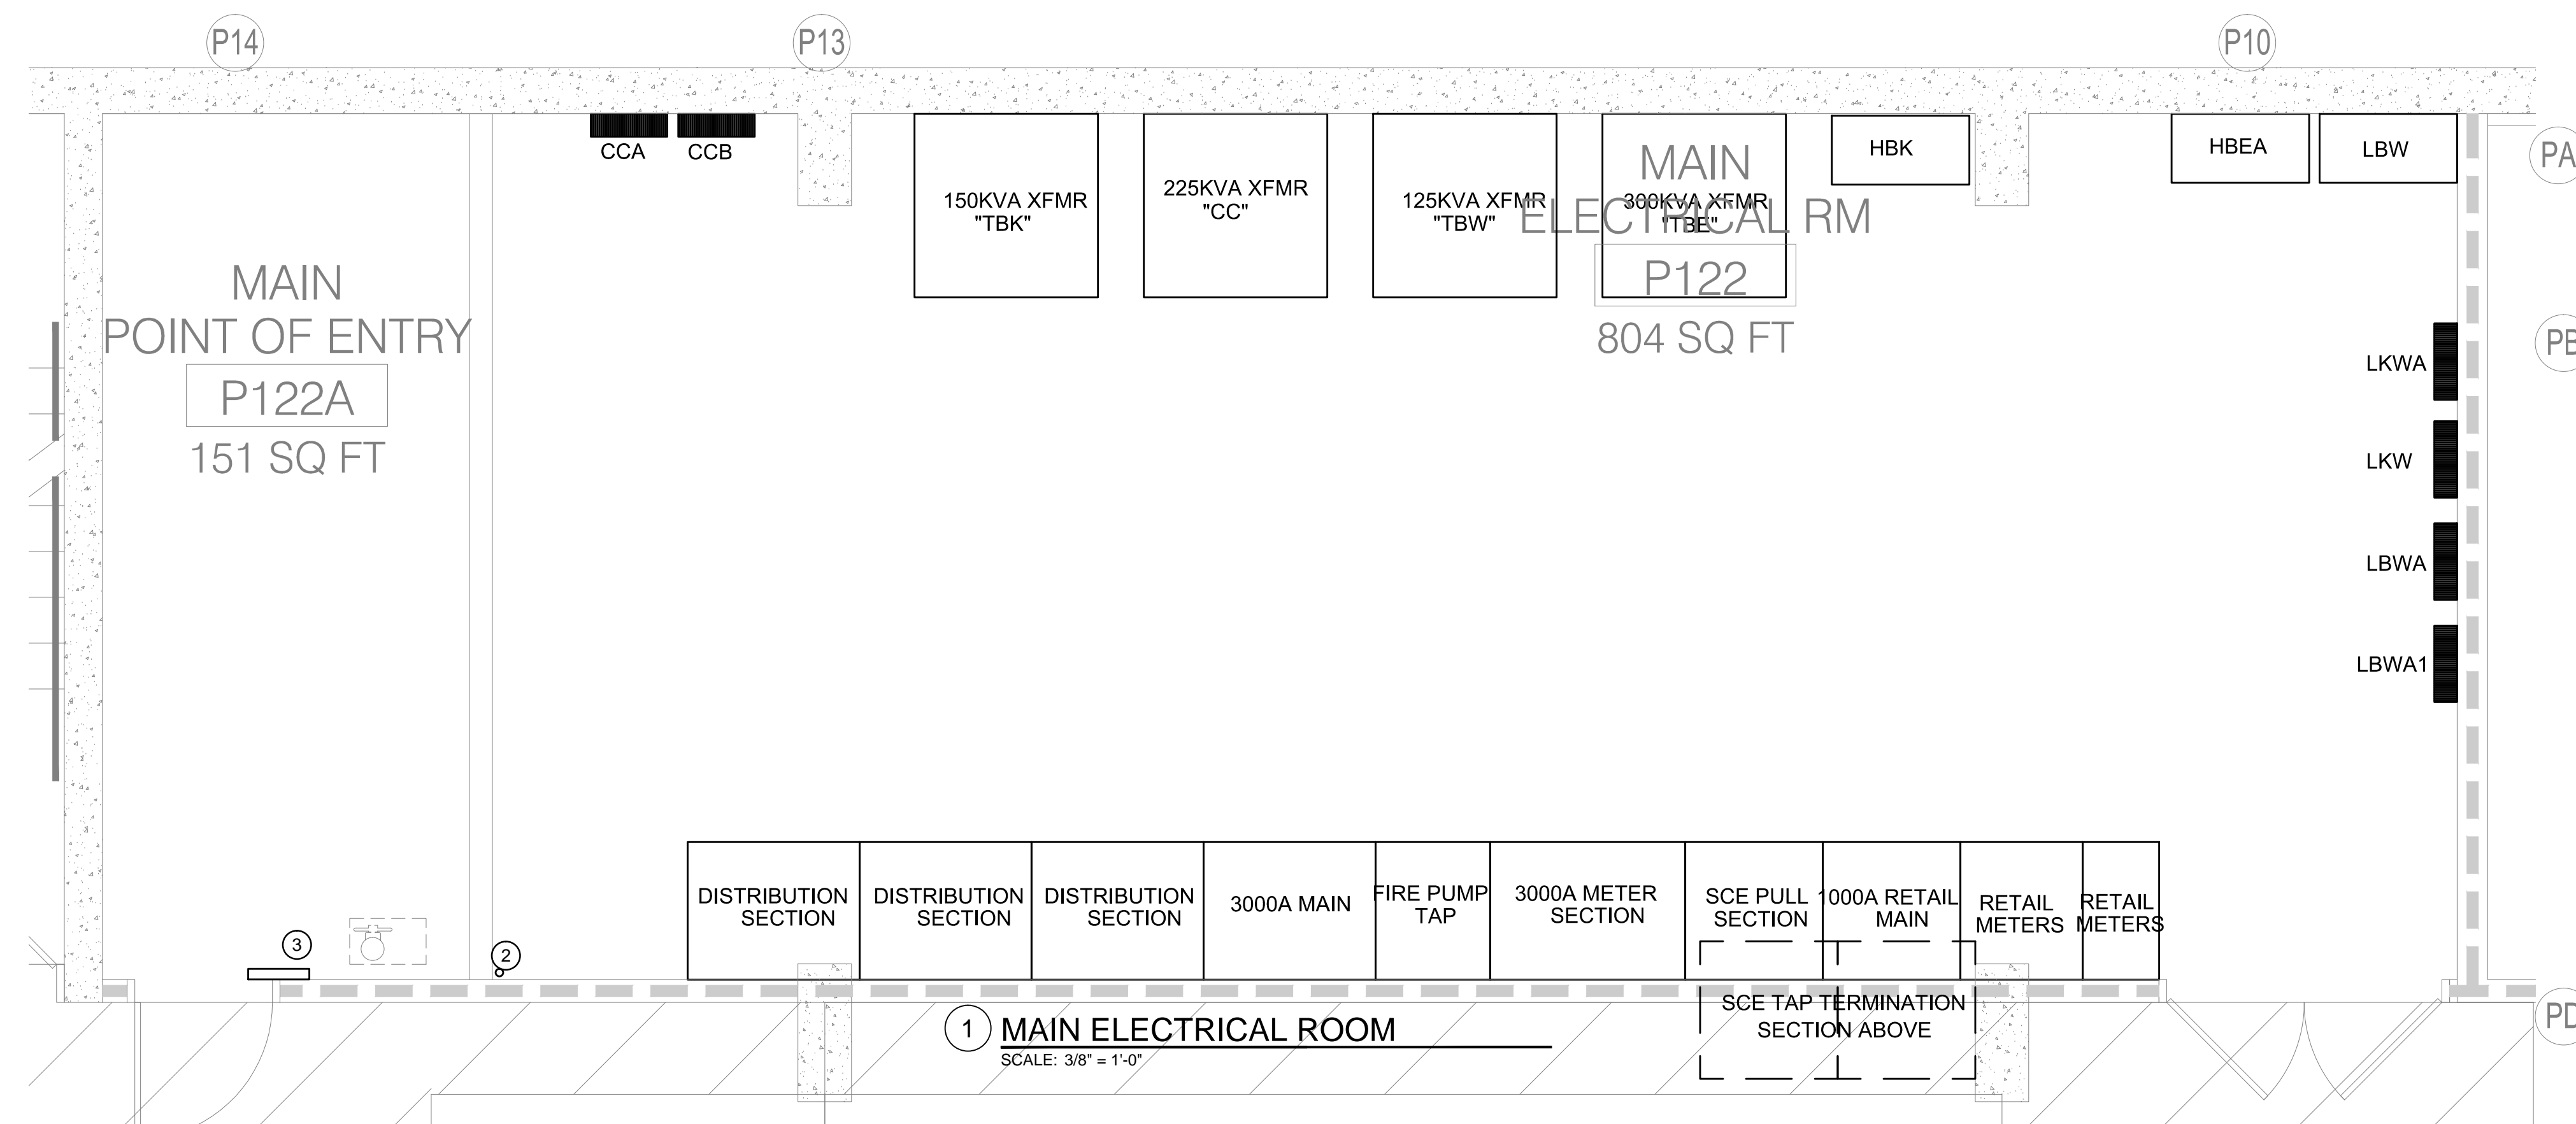 P14
P13
P10
CCA
CCB
150KVA XFMR
"TBK"
225KVA XFMR
"CC"
125KVA XFMR
"TBW"
300KVA XFMR
"TBE"
MAIN
ELECTRICAL RM
P122
804 SQ FT
HBK
HBEA
LBW
PA
MAIN
POINT OF ENTRY
P122A
151 SQ FT
PB
LKWA
LKW
LBWA
LBWA1
DISTRIBUTION
SECTION
DISTRIBUTION
SECTION
DISTRIBUTION
SECTION
3000A MAIN
FIRE PUMP
TAP
3000A METER
SECTION
SCE PULL
SECTION
1000A RETAIL
MAIN
RETAIL
METERS
RETAIL
METERS
3
2
SCE TAP TERMINATION
SECTION ABOVE
PD
1 MAIN ELECTRICAL ROOM
SCALE: 3/8" = 1'-0"